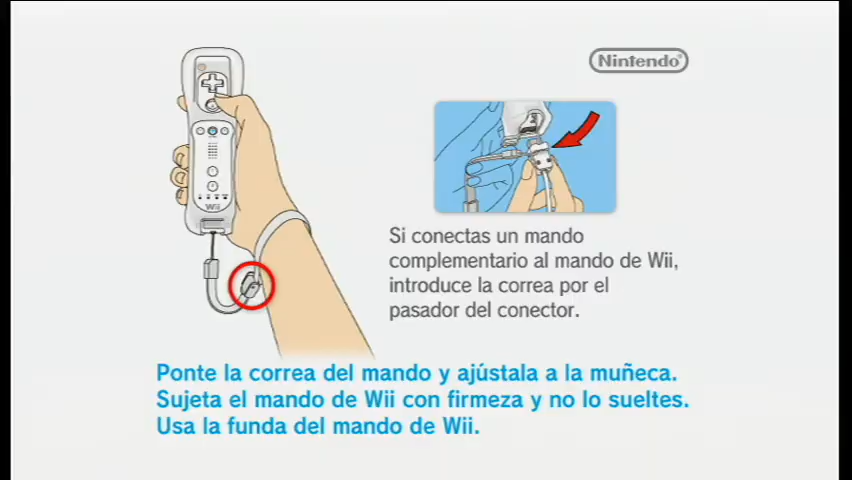 Nintendo®
Wii
Si conectas un mando
complementario al mando de Wii,
introduce la correa por el
pasador del conector.
Ponte la correa del mando y ajústala a la muñeca.
Sujeta el mando de Wii con firmeza y no lo sueltes.
Usa la funda del mando de Wii.